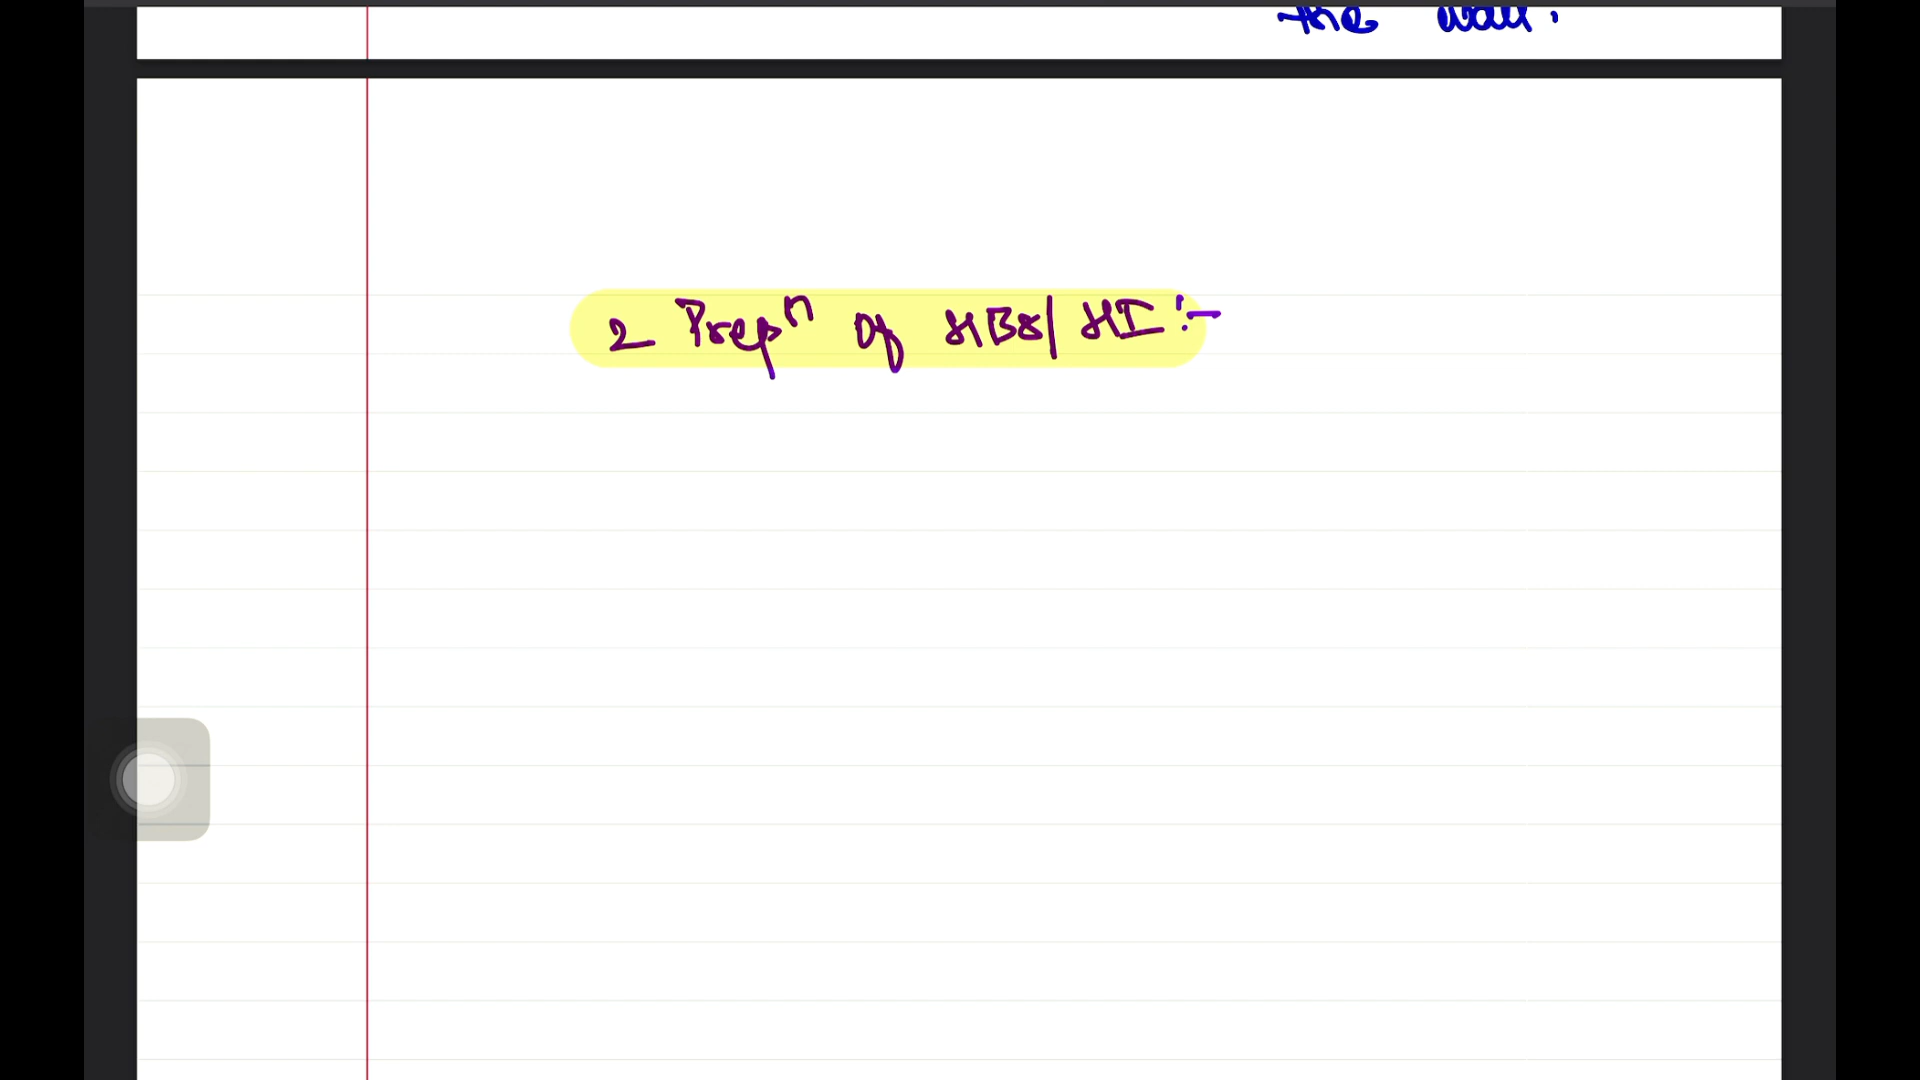 the wall.
2 Prepⁿ of HBr/HI :-